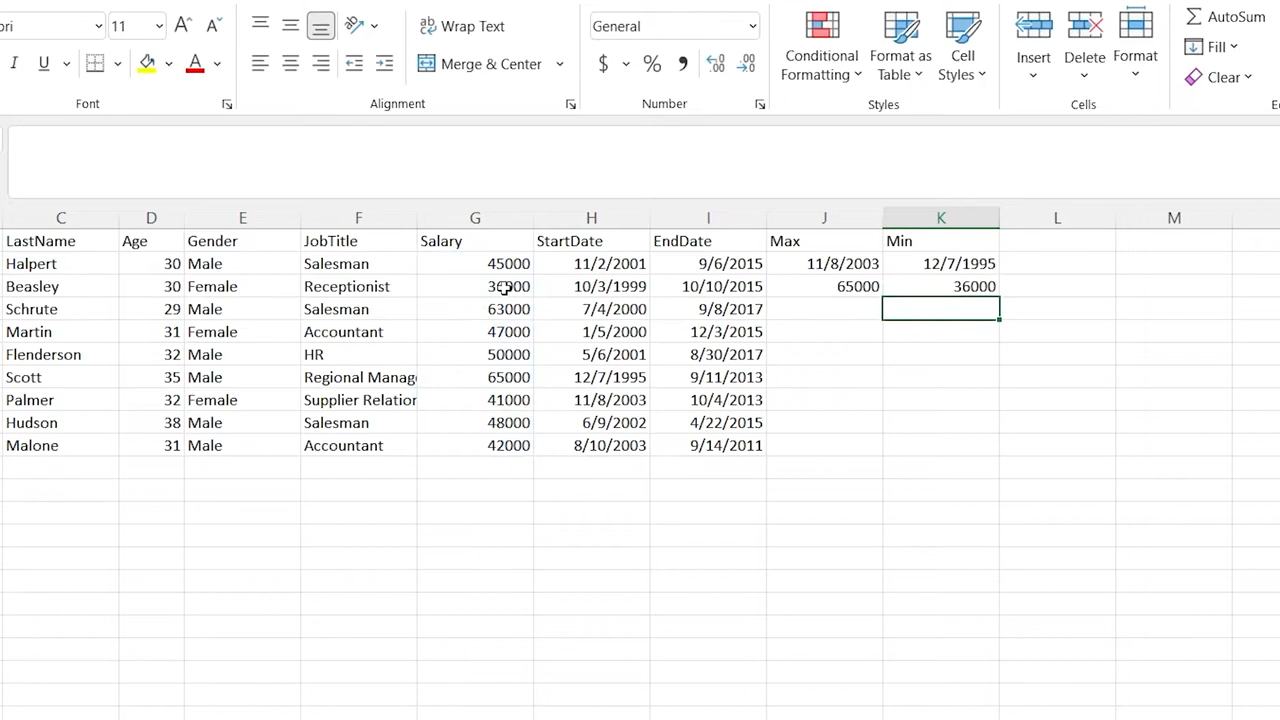 ori 11 A A ab Wrap Text General AutoSum
Conditional Formatting Format as Table Cell Styles Insert Delete Format Fill
I U A Merge & Center $ % , Clear
Font Alignment Number Styles Cells
C D E F G H I J K L M
LastName Age Gender JobTitle Salary StartDate EndDate Max Min
Halpert 30 Male Salesman 45000 11/2/2001 9/6/2015 11/8/2003 12/7/1995
Beasley 30 Female Receptionist 36000 10/3/1999 10/10/2015 65000 36000
Schrute 29 Male Salesman 63000 7/4/2000 9/8/2017
Martin 31 Female Accountant 47000 1/5/2000 12/3/2015
Flenderson 32 Male HR 50000 5/6/2001 8/30/2017
Scott 35 Male Regional Manag 65000 12/7/1995 9/11/2013
Palmer 32 Female Supplier Relation 41000 11/8/2003 10/4/2013
Hudson 38 Male Salesman 48000 6/9/2002 4/22/2015
Malone 31 Male Accountant 42000 8/10/2003 9/14/2011